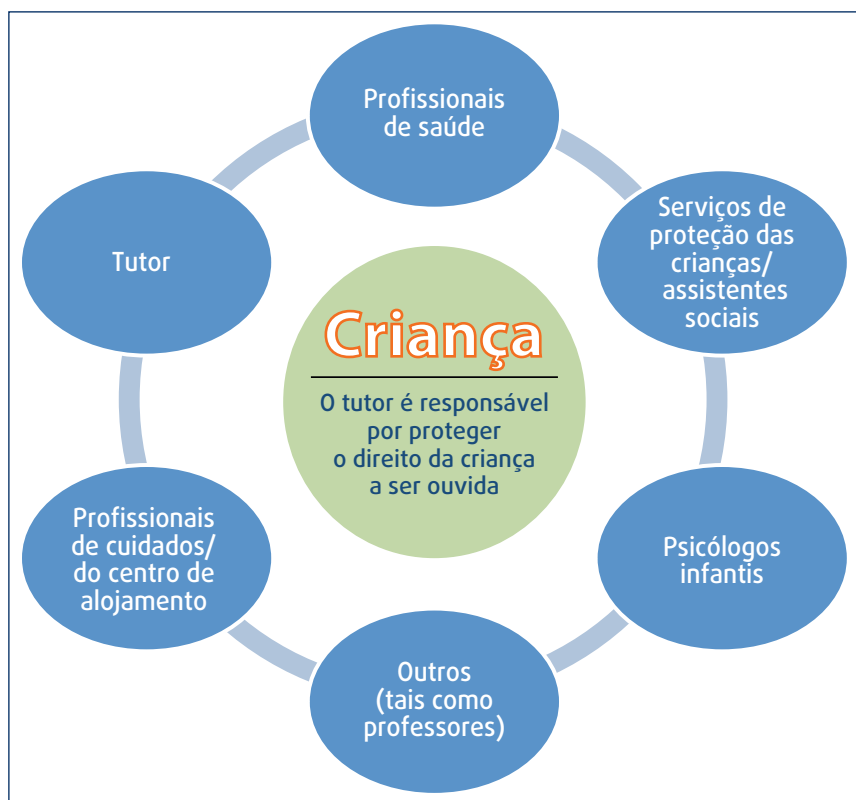 Profissionais
de saúde
Serviços de
proteção das
crianças/
assistentes
sociais
Psicólogos
infantis
Outros
(tais como
professores)
Profissionais
de cuidados/
do centro de
alojamento
Tutor
Criança
O tutor é responsável
por proteger
o direito da criança
a ser ouvida